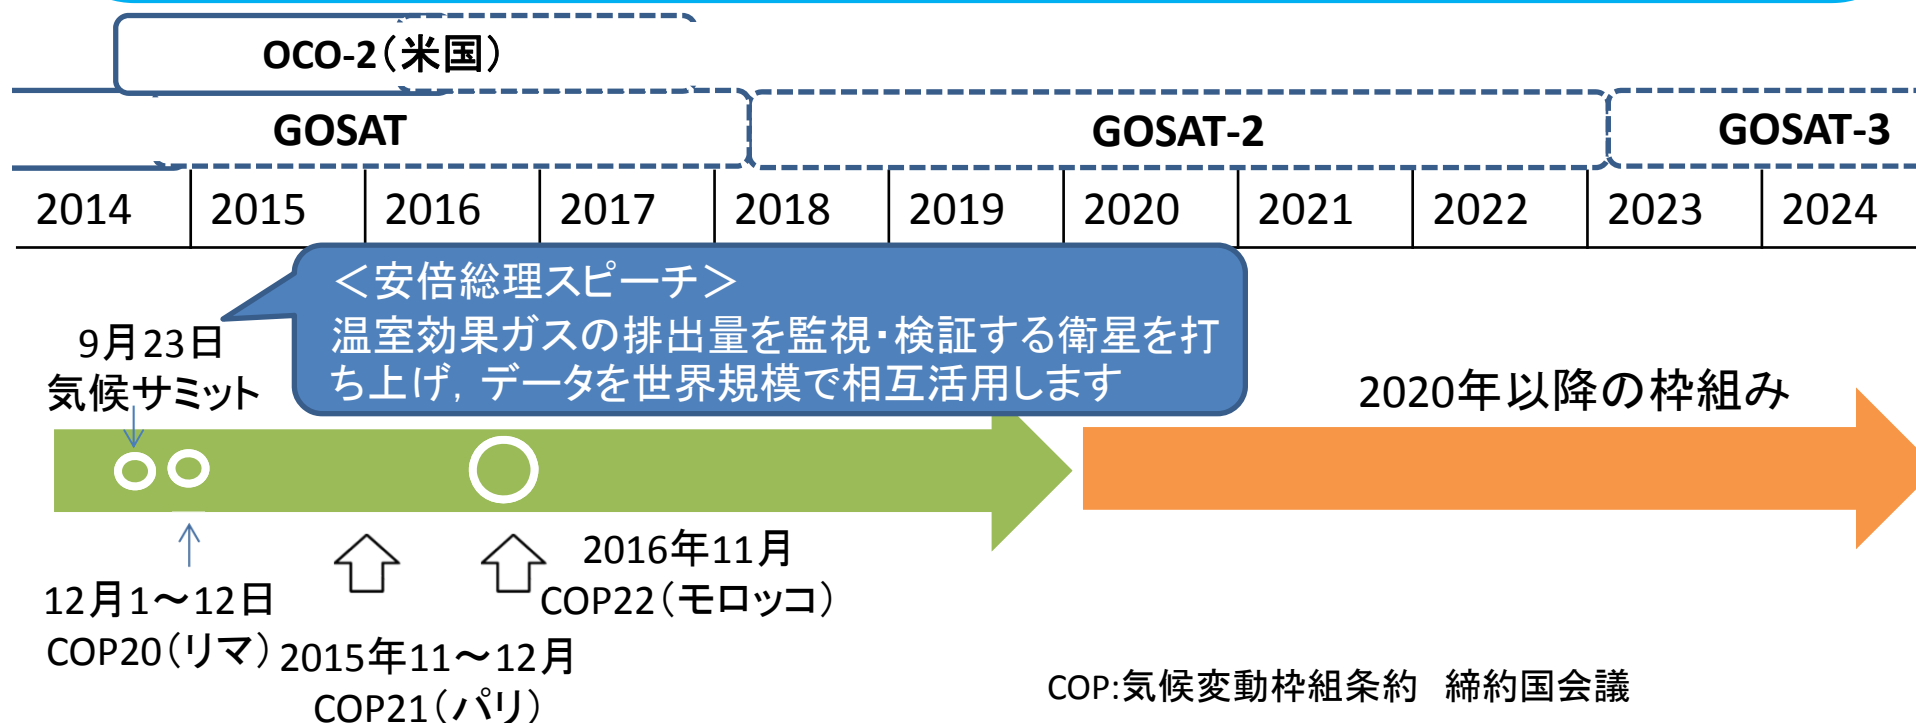 OCO-2(米国)
GOSAT GOSAT-2 GOSAT-3
2014 2015 2016 2017 2018 2019 2020 2021 2022 2023 2024
<安倍総理スピーチ>
温室効果ガスの排出量を監視・検証する衛星を打
ち上げ,データを世界規模で相互活用します
9月23日
気候サミット
2020年以降の枠組み
12月1~12日
COP20(リマ)
2015年11~12月
COP21(パリ)
2016年11月
COP22(モロッコ)
COP:気候変動枠組条約 締約国会議